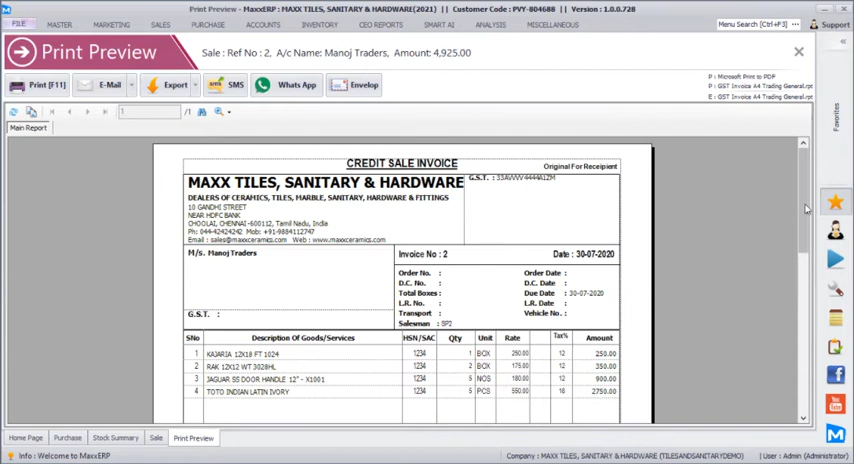 Print Preview - MaxxERP : MAXX TILES, SANITARY & HARDWARE(2021) || Customer Code : PVY-804688 || Version : 1.0.0.728
FILE MASTER MARKETING SALES PURCHASE ACCOUNTS INVENTORY CEO REPORTS SMART AI ANALYSIS MISCELLANEOUS Menu Search [Ctrl+F3] Support
Print Preview Sale : Ref No : 2, A/c Name: Manoj Traders, Amount: 4,925.00
Print [F11] E-Mail Export SMS Whats App Envelop
P : Microsoft Print to PDF
P : GST Invoice A4 Trading General.rpt
E : GST Invoice A4 Trading General.rpt
1 /1
Main Report
Favorites
CREDIT SALE INVOICE
Original For Receipient
MAXX TILES, SANITARY & HARDWARE
DEALERS OF CERAMICS, TILES, MARBLE, SANITARY, HARDWARE & FITTINGS
10 GANDHI STREET
NEAR HDFC BANK
CHOOLAI, CHENNAI-600112, Tamil Nadu, India
Ph: 044-42424242 Mob: +91-9884112747
Email : sales@maxxceramics.com Web : www.maxxceramics.com
G.S.T. :
M/s. Manoj Traders
G.S.T. :
Invoice No : 2 Date : 30-07-2020
Order No. : Order Date :
D.C. No. : D.C. Date :
Total Boxes : Due Date : 30-07-2020
L.R. No. : L.R. Date :
Transport : Vehicle No. :
Salesman : SP2
SNo Description Of Goods/Services HSN/SAC Qty Unit Rate Tax% Amount
1 KAJARIA 12X18 FT 1024 1234 1 BOX 250.00 12 250.00
2 RAK 12X12 WT 3028HL 1234 2 BOX 175.00 12 350.00
3 JAGUAR SS DOOR HANDLE 12" - X1001 1234 5 NOS 180.00 12 900.00
4 TOTO INDIAN LATIN IVORY 1234 5 PCS 550.00 18 2750.00
Home Page Purchase Stock Summary Sale Print Preview
Info : Welcome to MaxxERP Company : MAXX TILES, SANITARY & HARDWARE (TILESANDSANITARYDEMO) User : Admin (Administrator)